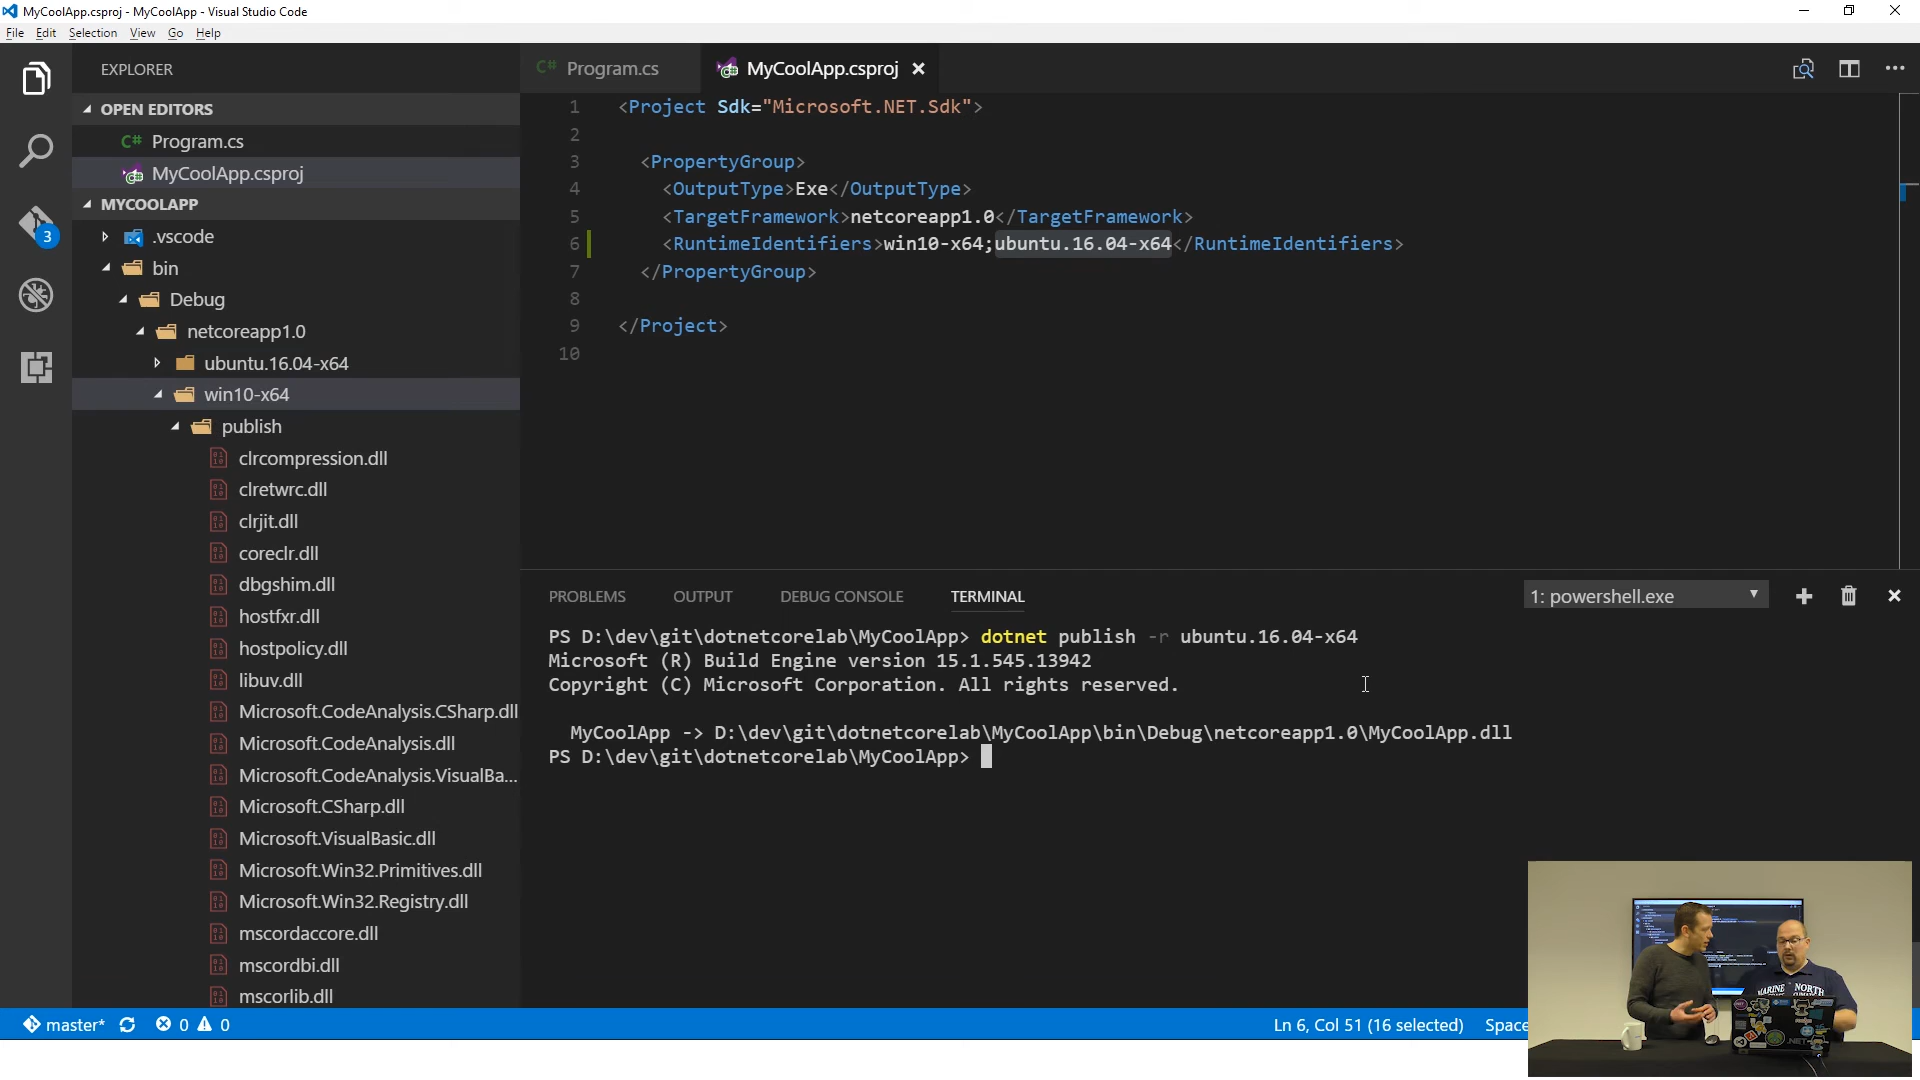 MyCoolApp.csproj - MyCoolApp - Visual Studio Code
File Edit Selection View Go Help
EXPLORER
OPEN EDITORS
C# Program.cs
MyCoolApp.csproj
MYCOOLAPP
.vscode
bin
Debug
netcoreapp1.0
ubuntu.16.04-x64
win10-x64
publish
clrcompression.dll
clretwrc.dll
clrjit.dll
coreclr.dll
dbgshim.dll
hostfxr.dll
hostpolicy.dll
libuv.dll
Microsoft.CodeAnalysis.CSharp.dll
Microsoft.CodeAnalysis.dll
Microsoft.CodeAnalysis.VisualBa...
Microsoft.CSharp.dll
Microsoft.VisualBasic.dll
Microsoft.Win32.Primitives.dll
Microsoft.Win32.Registry.dll
mscordaccore.dll
mscordbi.dll
mscorlib.dll
3
C# Program.cs
MyCoolApp.csproj
1 <Project Sdk="Microsoft.NET.Sdk">
2
3 <PropertyGroup>
4 <OutputType>Exe</OutputType>
5 <TargetFramework>netcoreapp1.0</TargetFramework>
6 <RuntimeIdentifiers>win10-x64;ubuntu.16.04-x64</RuntimeIdentifiers>
7 </PropertyGroup>
8
9 </Project>
10
PROBLEMS OUTPUT DEBUG CONSOLE TERMINAL
1: powershell.exe
PS D:\dev\git\dotnetcorelab\MyCoolApp> dotnet publish -r ubuntu.16.04-x64
Microsoft (R) Build Engine version 15.1.545.13942
Copyright (C) Microsoft Corporation. All rights reserved.
MyCoolApp -> D:\dev\git\dotnetcorelab\MyCoolApp\bin\Debug\netcoreapp1.0\MyCoolApp.dll
PS D:\dev\git\dotnetcorelab\MyCoolApp>
MARINE NORTH
.NET
master* 0 0
Ln 6, Col 51 (16 selected) Space